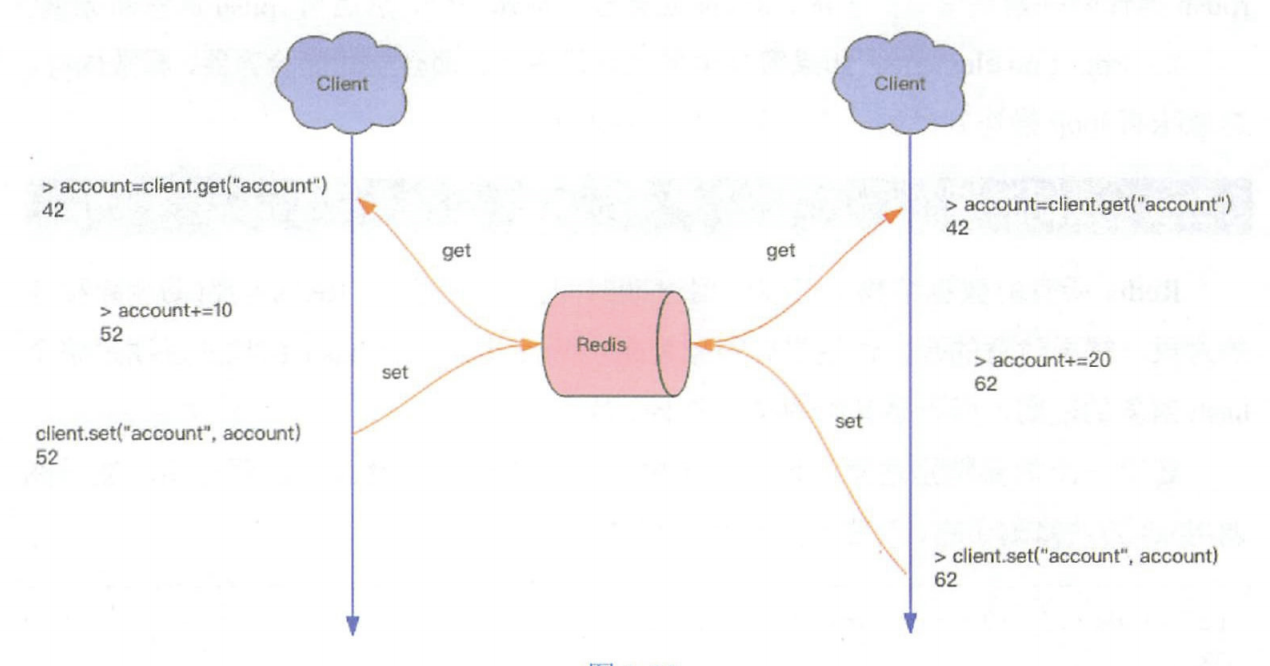 Client
Client
> account=client.get("account")
42
> account=client.get("account")
42
get
get
> account+=10
52
Redis
> account+=20
62
set
set
client.set("account", account)
52
> client.set("account", account)
62